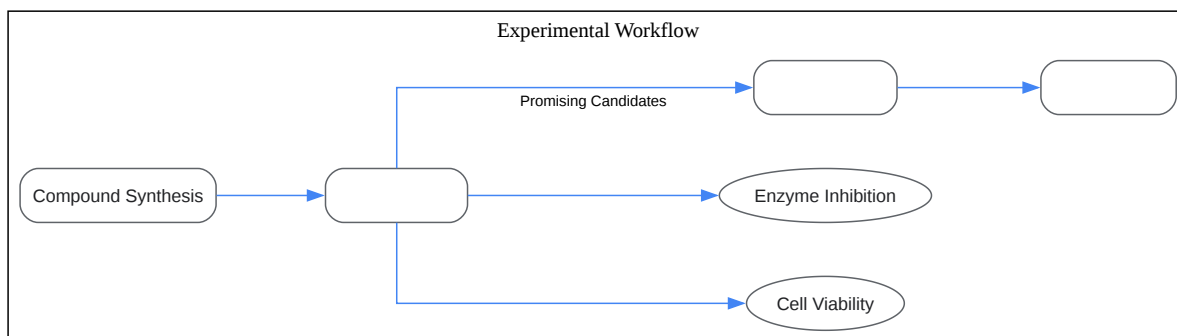 Experimental Workflow
Promising Candidates
Compound Synthesis
Enzyme Inhibition
Cell Viability